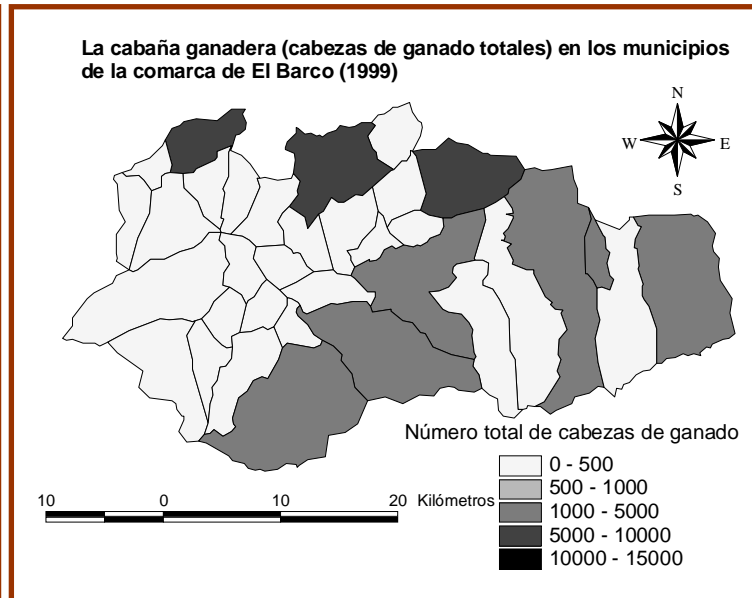 La cabaña ganadera (cabezas de ganado totales) en los municipios
de la comarca de El Barco (1999)
N
W E
S
Número total de cabezas de ganado
0 - 500
500 - 1000
1000 - 5000
5000 - 10000
10000 - 15000
10 0 10 20 Kilómetros